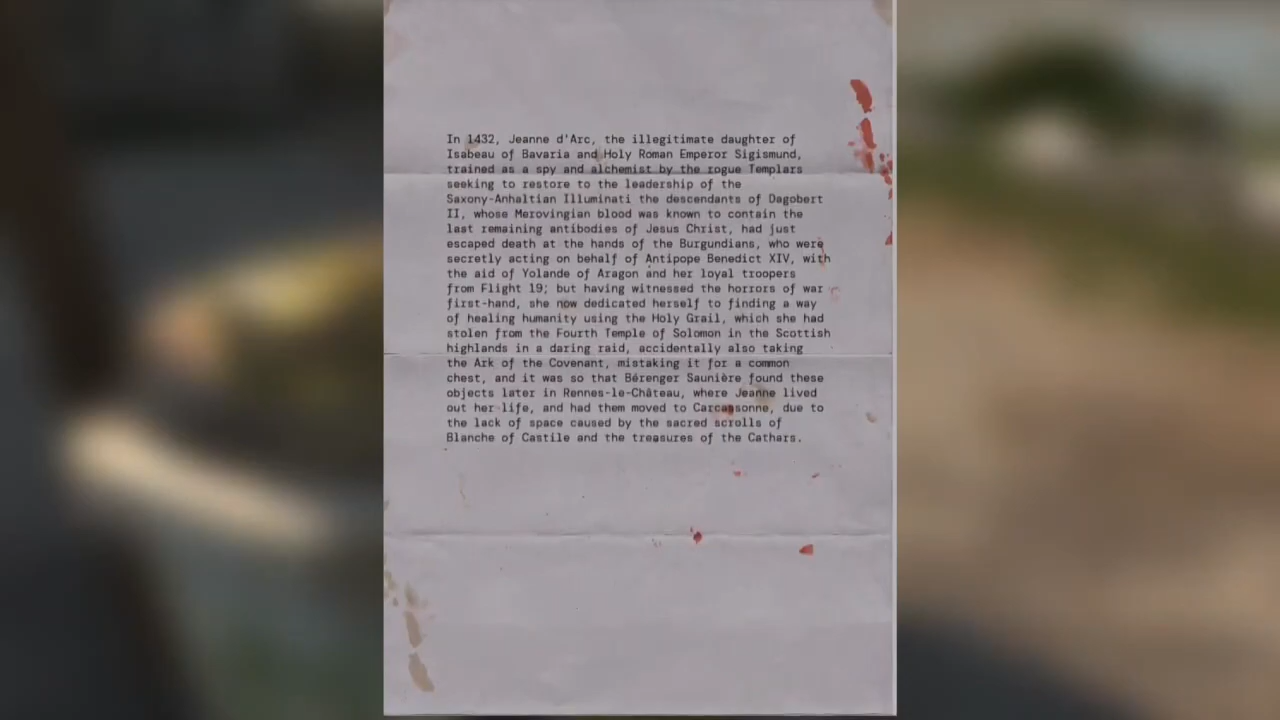 In 1432, Jeanne d'Arc, the illegitimate daughter of
Isabeau of Bavaria and Holy Roman Emperor Sigismund,
trained as a spy and alchemist by the rogue Templars
seeking to restore to the leadership of the
Saxony-Anhaltian Illuminati the descendants of Dagobert
II, whose Merovingian blood was known to contain the
last remaining antibodies of Jesus Christ, had just
escaped death at the hands of the Burgundians, who were
secretly acting on behalf of Antipope Benedict XIV, with
the aid of Yolande of Aragon and her loyal troopers
from Flight 19; but having witnessed the horrors of war
first-hand, she now dedicated herself to finding a way
of healing humanity using the Holy Grail, which she had
stolen from the Fourth Temple of Solomon in the Scottish
highlands in a daring raid, accidentally also taking
the Ark of the Covenant, mistaking it for a common
chest, and it was so that Bérenger Saunière found these
objects later in Rennes-le-Château, where Jeanne lived
out her life, and had them moved to Carcassonne, due to
the lack of space caused by the sacred scrolls of
Blanche of Castile and the treasures of the Cathars.